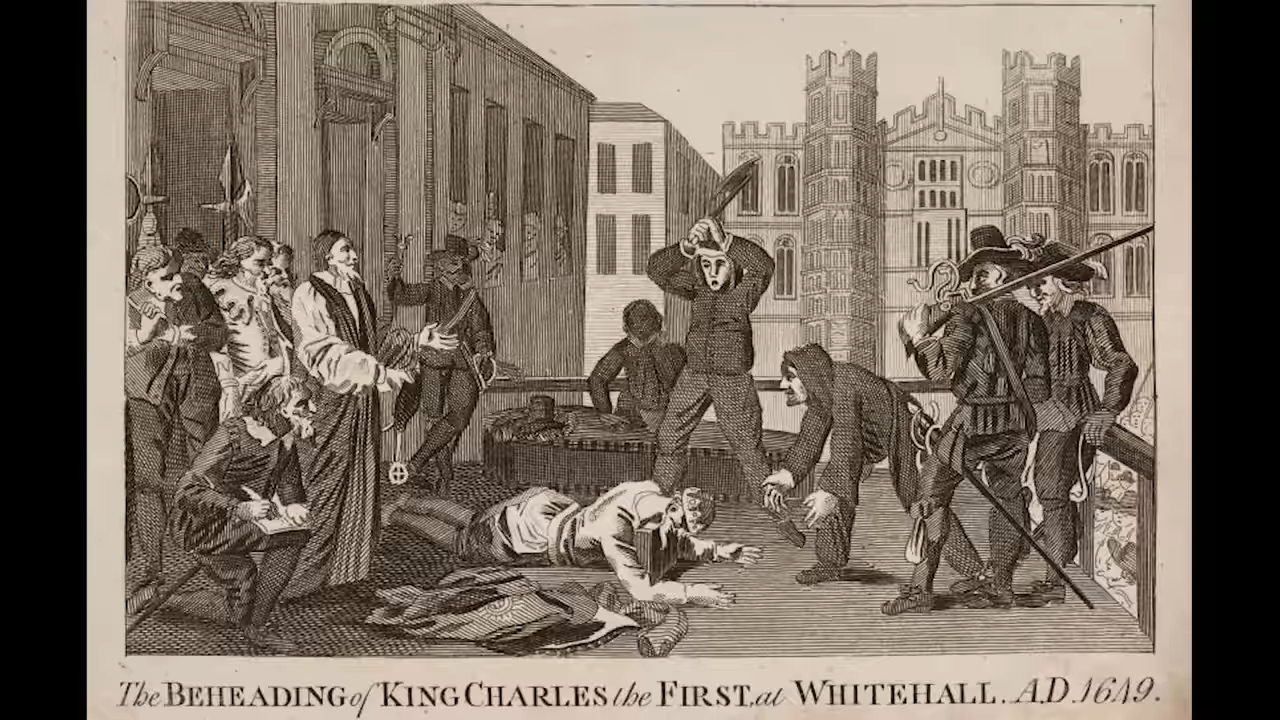 The BEHEADING of KING CHARLES the FIRST, at WHITEHALL. A.D. 1649.